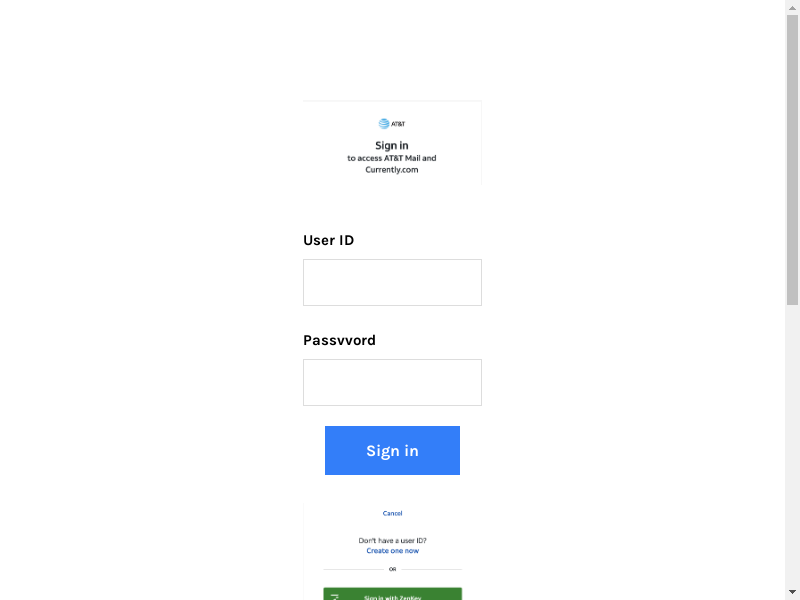 AT&T
Sign in
to access AT&T Mail and
Currently.com
User ID
Passvvord
Sign in
Cancel
Don't have a user ID?
Create one now
OR
Sign in with ZenKey